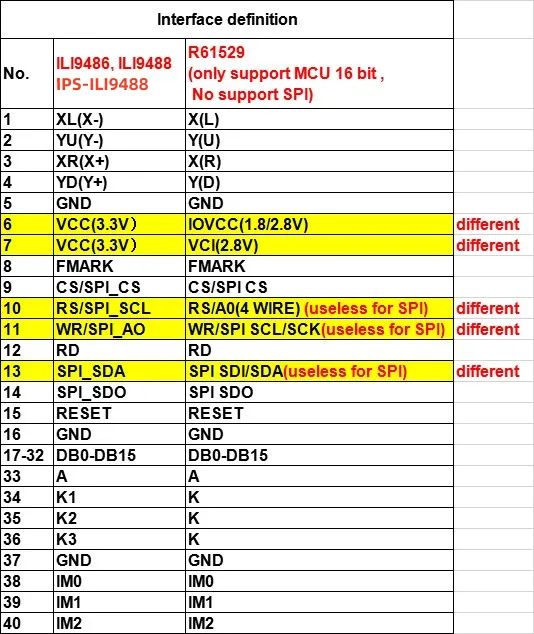 Interface definition
No. ILI9486, ILI9488 IPS-ILI9488 R61529 (only support MCU 16 bit , No support SPI)
1 XL(X-) X(L)
2 YU(Y-) Y(U)
3 XR(X+) X(R)
4 YD(Y+) Y(D)
5 GND GND
6 VCC(3.3V） IOVCC(1.8/2.8V) different
7 VCC(3.3V） VCI(2.8V) different
8 FMARK FMARK
9 CS/SPI_CS CS/SPI CS
10 RS/SPI_SCL RS/A0(4 WIRE) (useless for SPI) different
11 WR/SPI_AO WR/SPI SCL/SCK(useless for SPI) different
12 RD RD
13 SPI_SDA SPI SDI/SDA(useless for SPI) different
14 SPI_SDO SPI SDO
15 RESET RESET
16 GND GND
17-32 DB0-DB15 DB0-DB15
33 A A
34 K1 K
35 K2 K
36 K3 K
37 GND GND
38 IM0 IM0
39 IM1 IM1
40 IM2 IM2